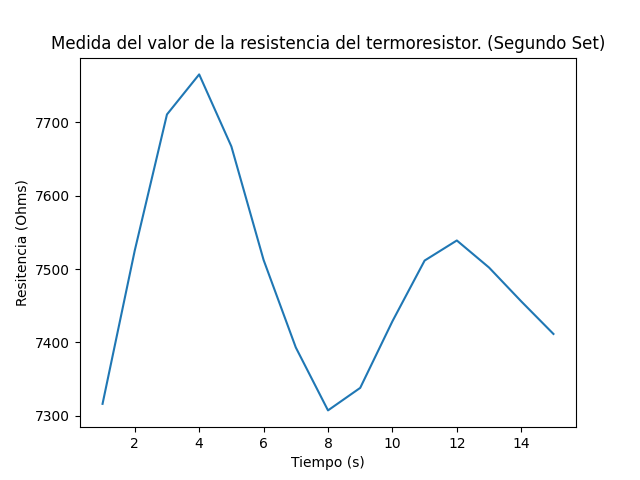 Medida del valor de la resistencia del termoresistor. (Segundo Set)
7700
7600
7500
7400
7300
Resitencia (Ohms)
2 4 6 8 10 12 14
Tiempo (s)